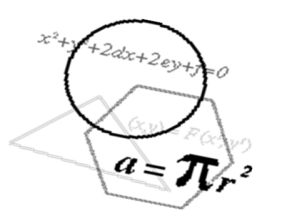 x²+y²+2dx+2ey+f=0
(x,y) = F(x',y')
a = πr²